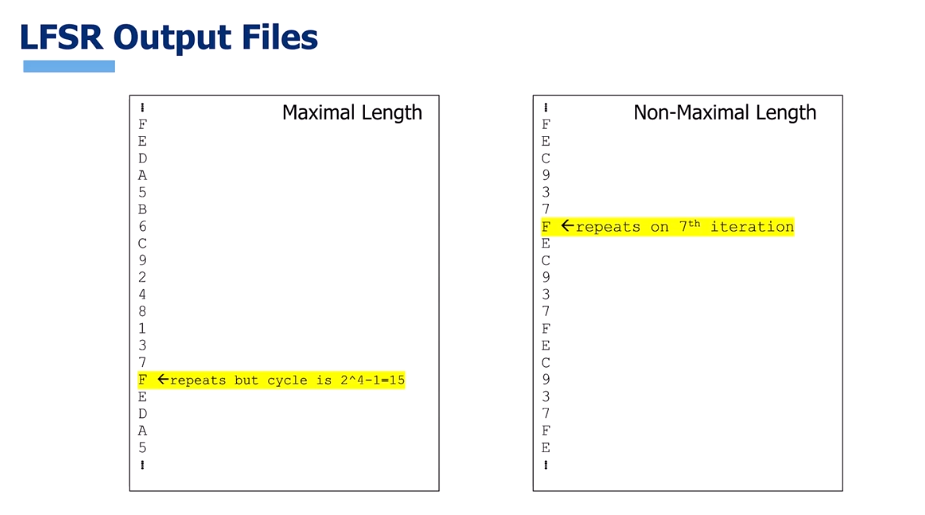 LFSR Output Files
⁞ Maximal Length
F
E
D
A
5
B
6
C
9
2
4
8
1
3
7
F ←repeats but cycle is 2^4-1=15
E
D
A
5
⁞
⁞ Non-Maximal Length
F
E
C
9
3
7
F ←repeats on 7th iteration
E
C
9
3
7
F
E
C
9
3
7
F
E
⁞